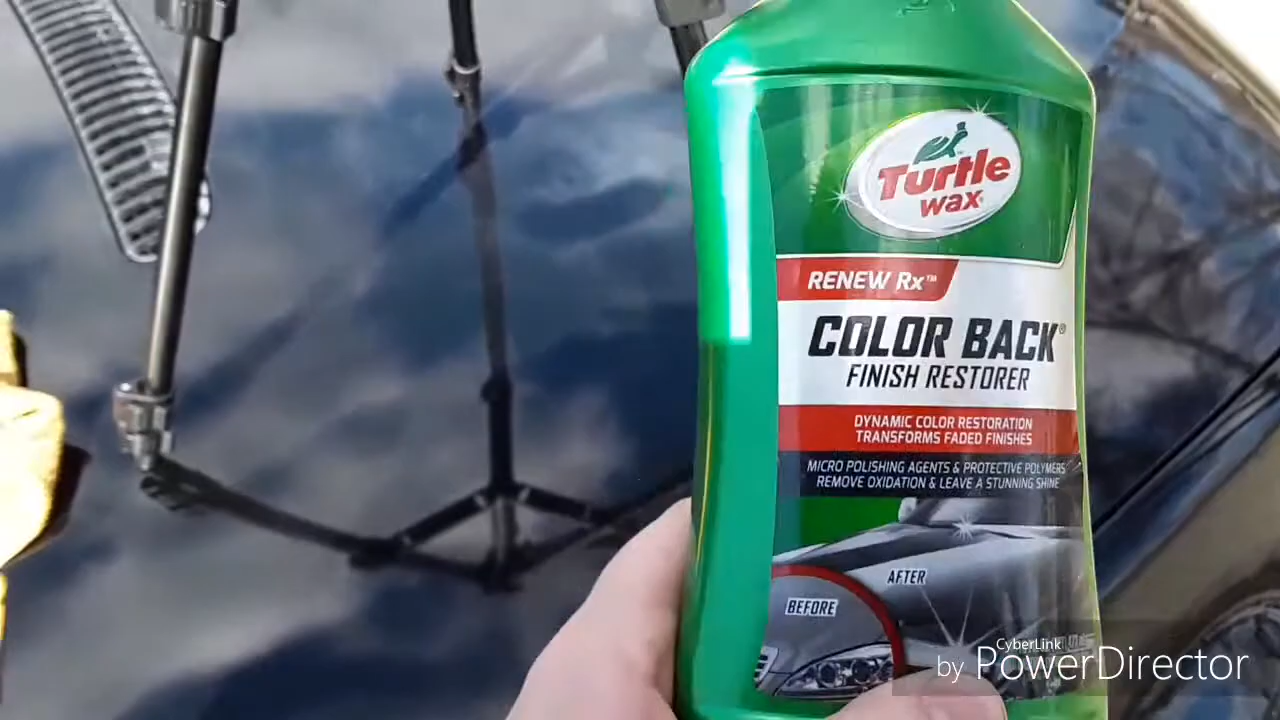 Turtle
wax
RENEW Rx™
COLOR BACK®
FINISH RESTORER
DYNAMIC COLOR RESTORATION
TRANSFORMS FADED FINISHES
MICRO POLISHING AGENTS & PROTECTIVE POLYMERS
REMOVE OXIDATION & LEAVE A STUNNING SHINE
AFTER
BEFORE
CyberLink
by PowerDirector